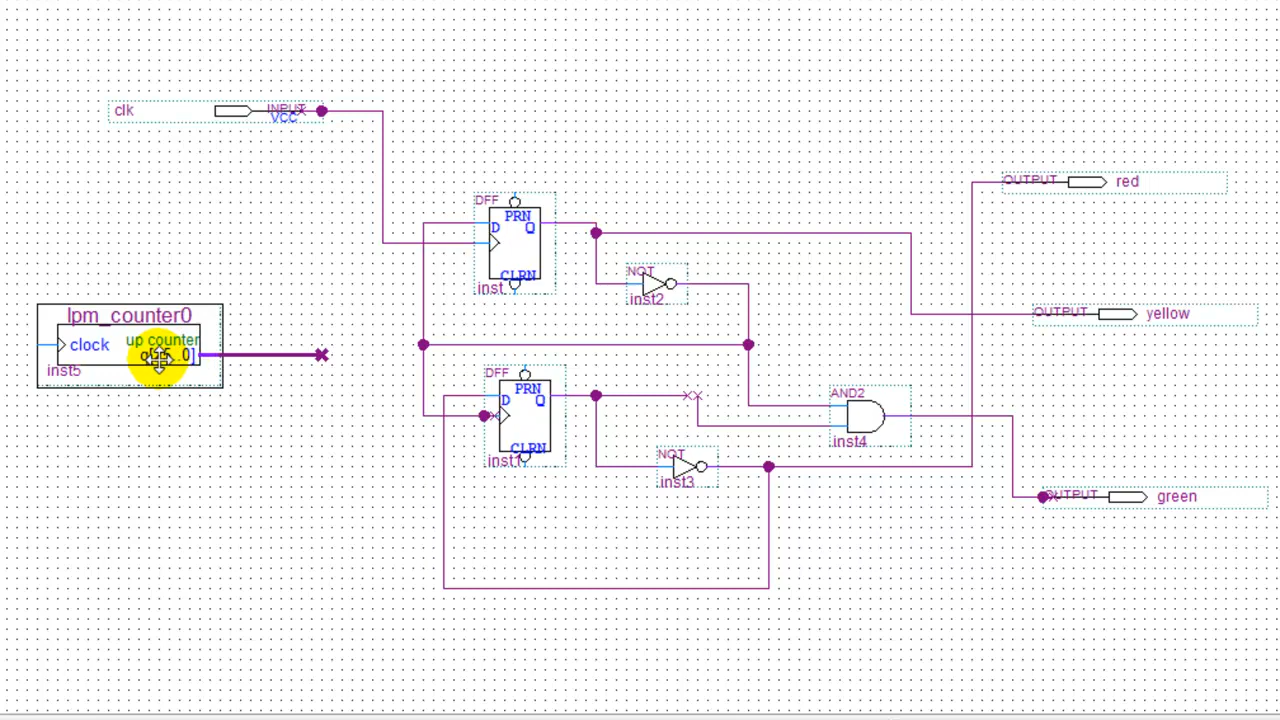 clk
INPUT
VCC
OUTPUT
red
DFF
PRN
D
Q
CLRN
inst
NOT
inst2
OUTPUT
yellow
lpm_counter0
up counter
clock
inst5
DFF
PRN
D
Q
CLRN
inst1
AND2
inst4
NOT
inst3
OUTPUT
green